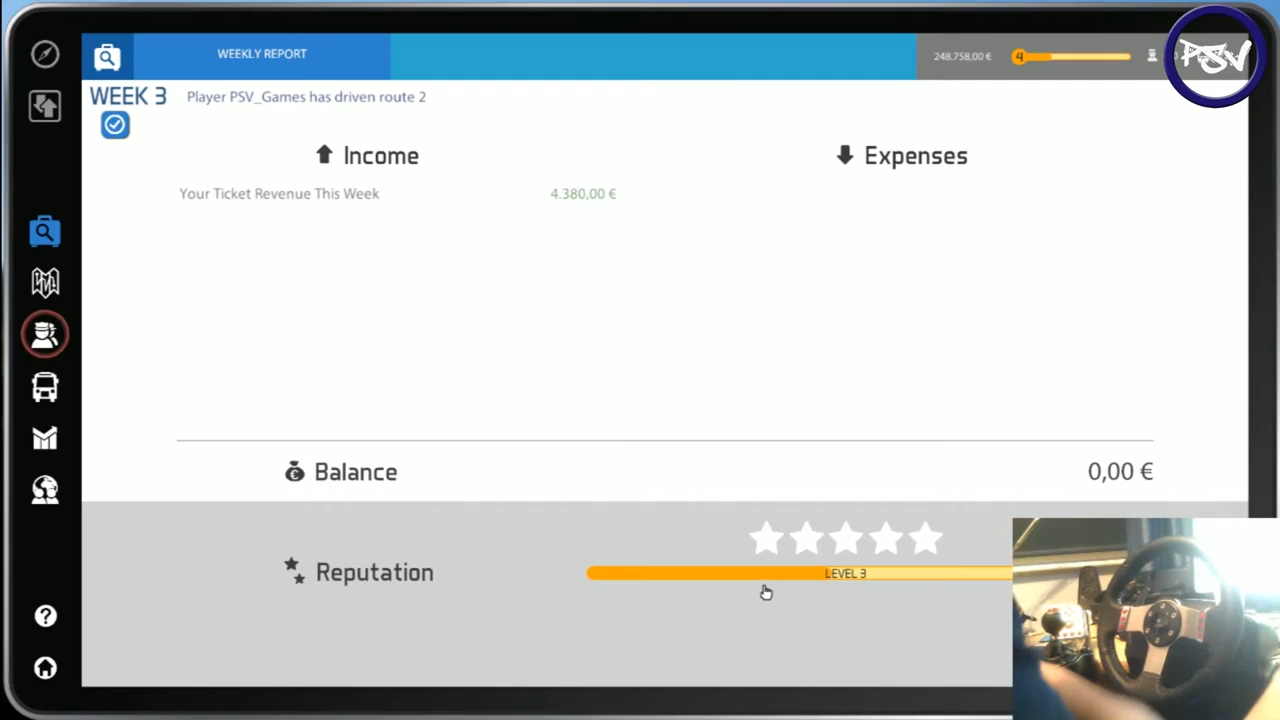 WEEKLY REPORT
248.758,00 €
4
PSV
WEEK 3
Player PSV_Games has driven route 2
Income
Expenses
Your Ticket Revenue This Week
4.380,00 €
Balance
0,00 €
Reputation
LEVEL 3
?